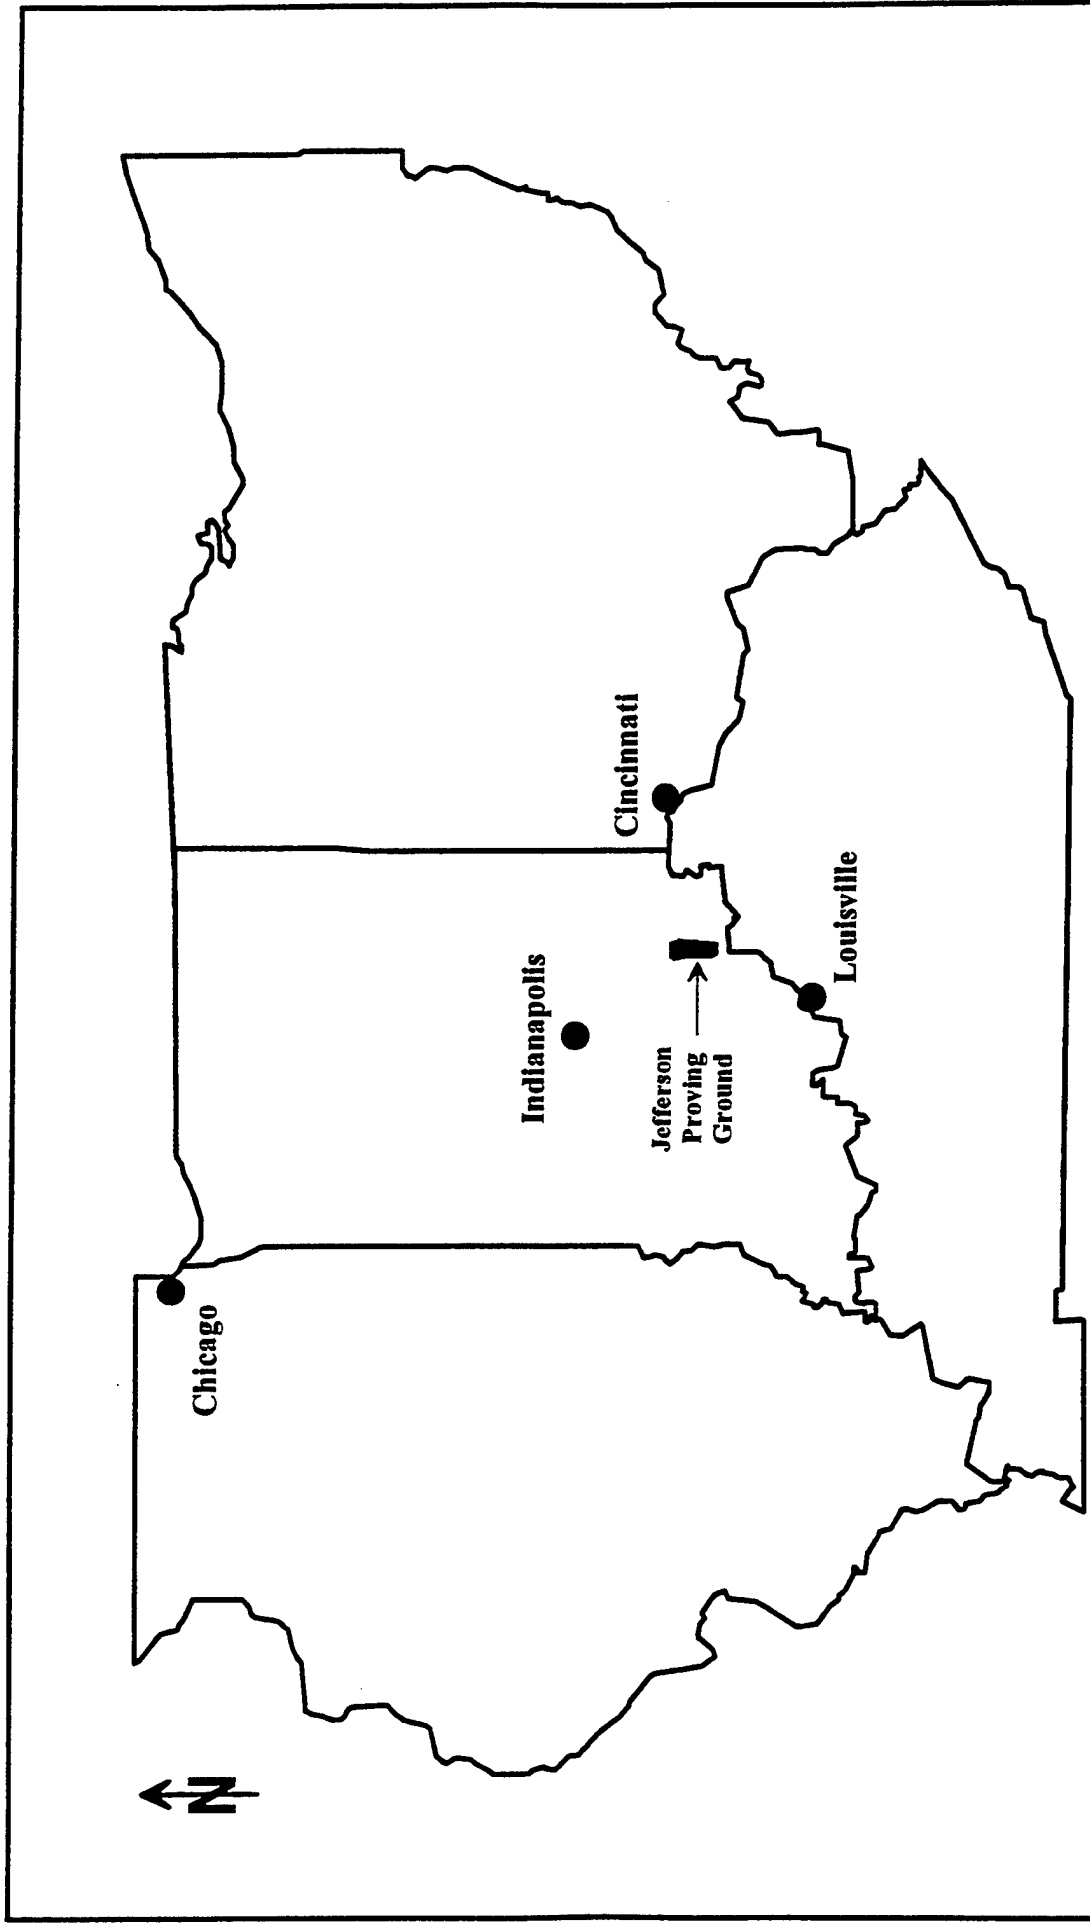 N
Chicago
Indianapolis
Cincinnati
Jefferson
Proving
Ground
Louisville